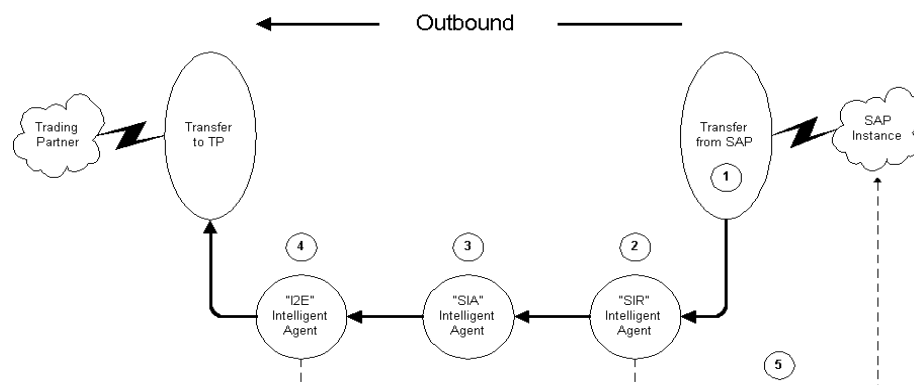 Outbound
Trading
Partner
Transfer
to TP
Transfer
from SAP
1
SAP
Instance
4
3
2
"I2E"
Intelligent
Agent
"SIA"
Intelligent
Agent
"SIR"
Intelligent
Agent
5